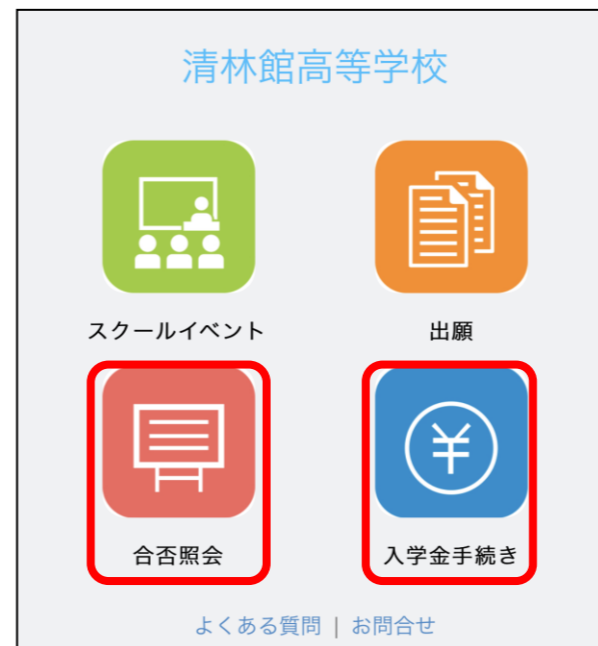 清林館高等学校
スクールイベント
出願
¥
合否照会
入学金手続き
よくある質問 | お問合せ